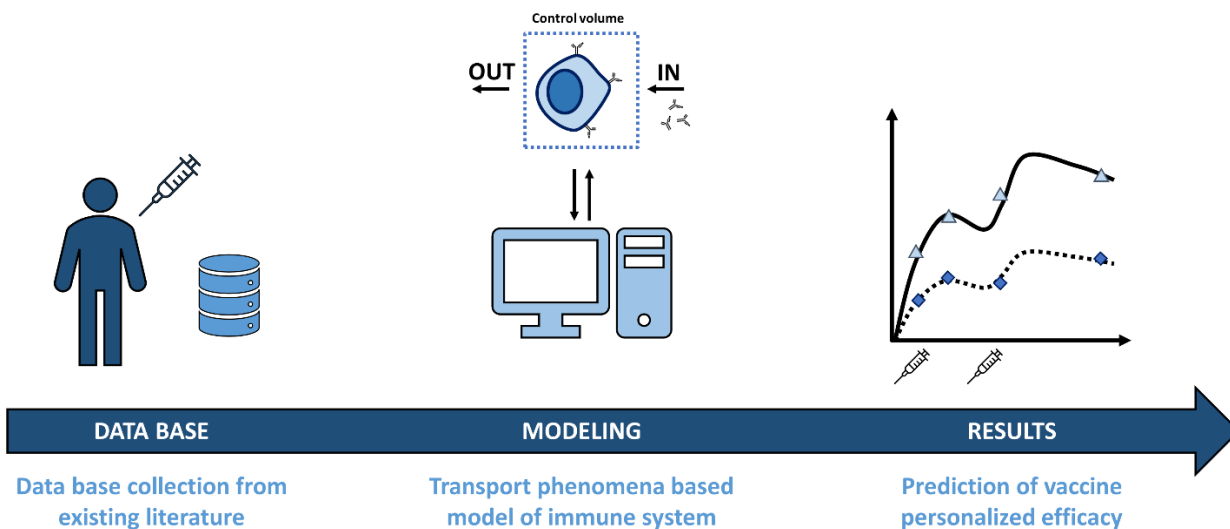 Control volume
OUT
IN
DATA BASE
MODELING
RESULTS
Data base collection from
existing literature
Transport phenomena based
model of immune system
Prediction of vaccine
personalized efficacy